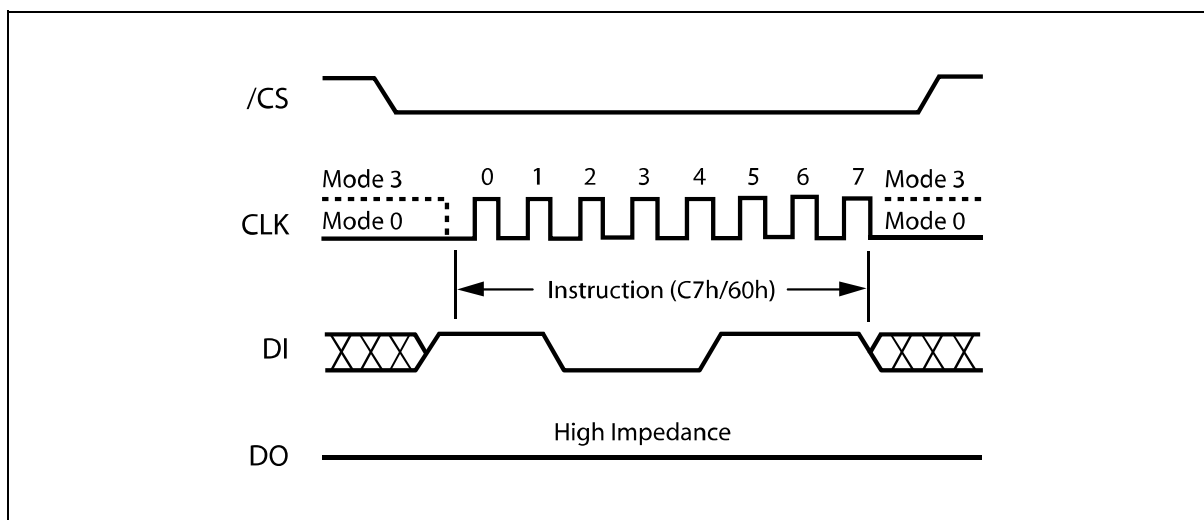 /CS
Mode 3 0 1 2 3 4 5 6 7 Mode 3
CLK Mode 0 Mode 0
Instruction (C7h/60h)
DI
High Impedance
DO